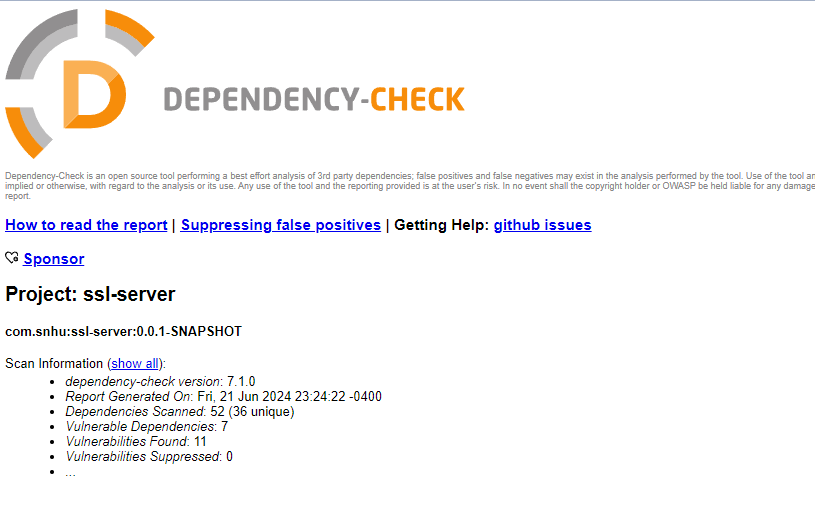 DEPENDENCY-CHECK
Dependency-Check is an open source tool performing a best effort analysis of 3rd party dependencies; false positives and false negatives may exist in the analysis performed by the tool. Use of the tool ar
implied or otherwise, with regard to the analysis or its use. Any use of the tool and the reporting provided is at the user's risk. In no event shall the copyright holder or OWASP be held liable for any damage
report.
How to read the report | Suppressing false positives | Getting Help: github issues
Sponsor
Project: ssl-server
com.snhu:ssl-server:0.0.1-SNAPSHOT
Scan Information (show all):
• dependency-check version: 7.1.0
• Report Generated On: Fri, 21 Jun 2024 23:24:22 -0400
• Dependencies Scanned: 52 (36 unique)
• Vulnerable Dependencies: 7
• Vulnerabilities Found: 11
• Vulnerabilities Suppressed: 0
• ...